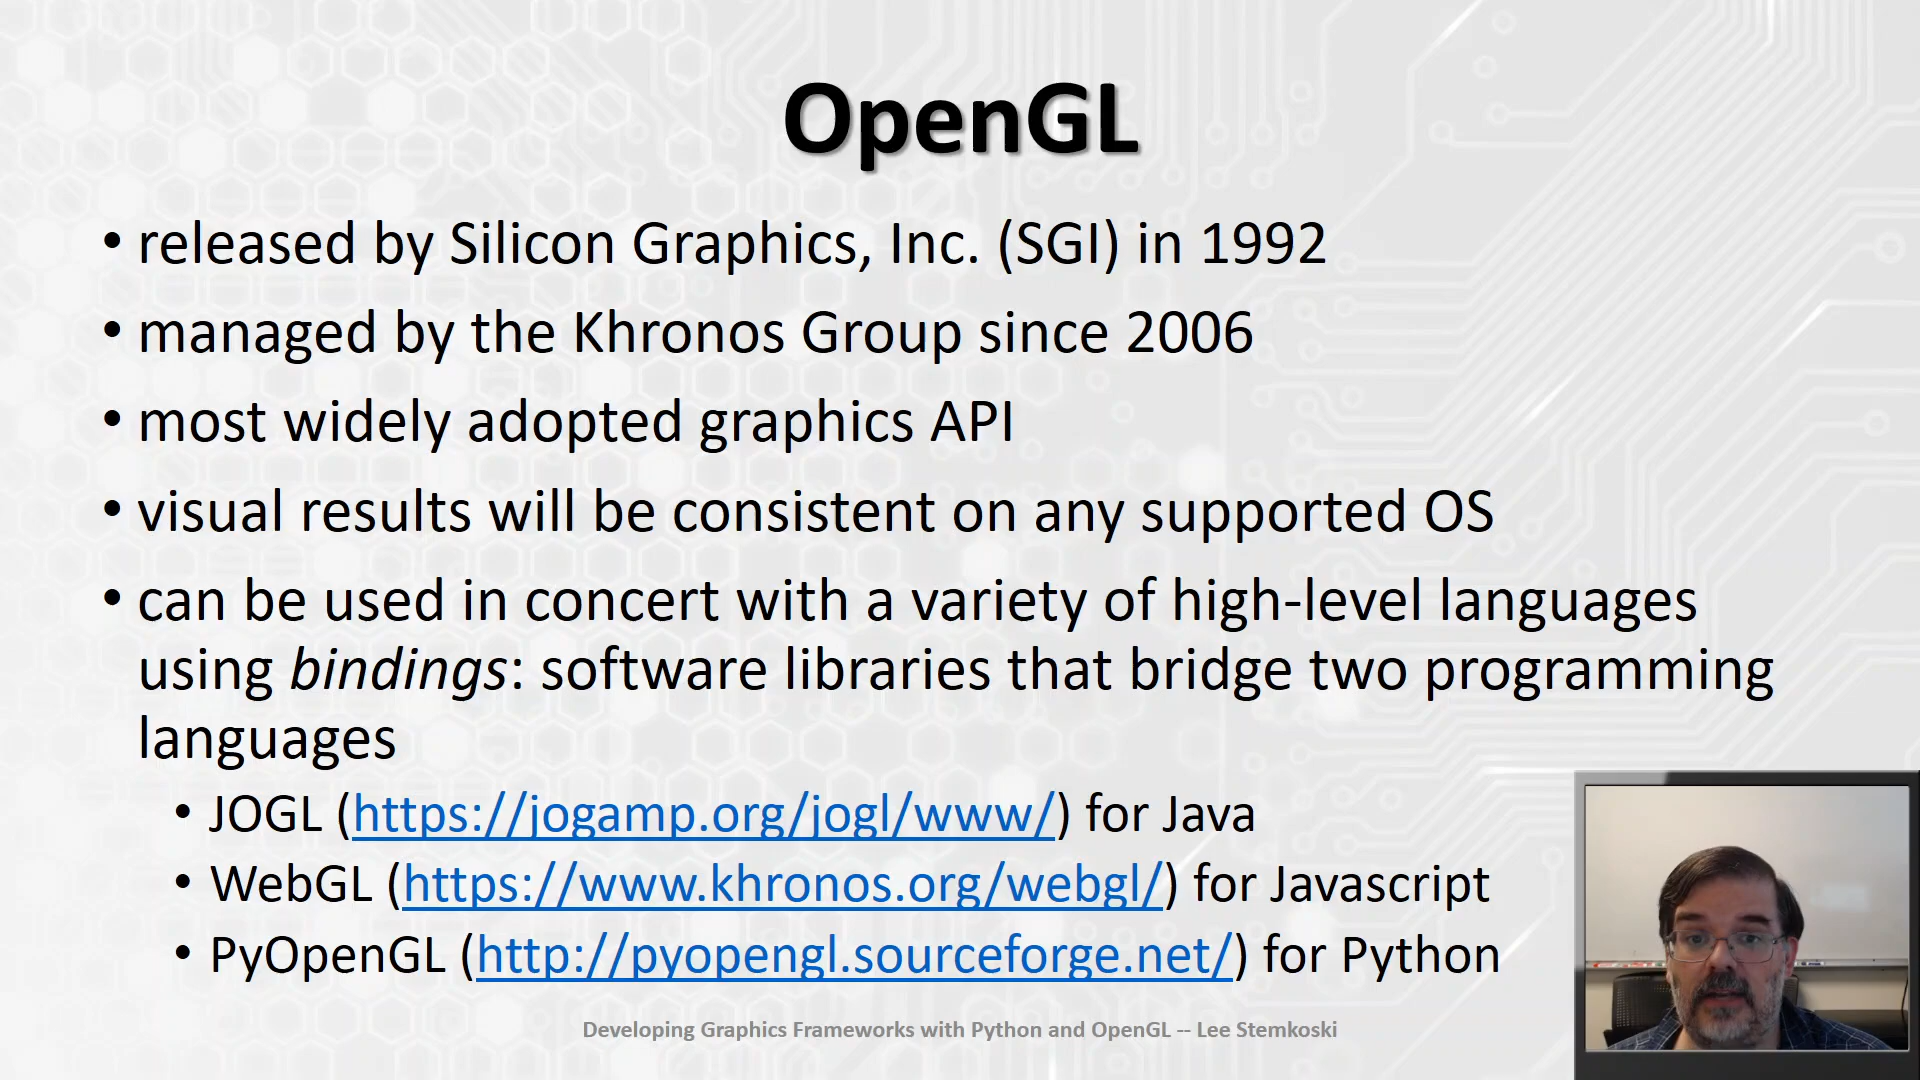 OpenGL
• released by Silicon Graphics, Inc. (SGI) in 1992
• managed by the Khronos Group since 2006
• most widely adopted graphics API
• visual results will be consistent on any supported OS
• can be used in concert with a variety of high-level languages
using bindings: software libraries that bridge two programming
languages
• JOGL (https://jogamp.org/jogl/www/) for Java
• WebGL (https://www.khronos.org/webgl/) for Javascript
• PyOpenGL (http://pyopengl.sourceforge.net/) for Python
Developing Graphics Frameworks with Python and OpenGL -- Lee Stemkoski